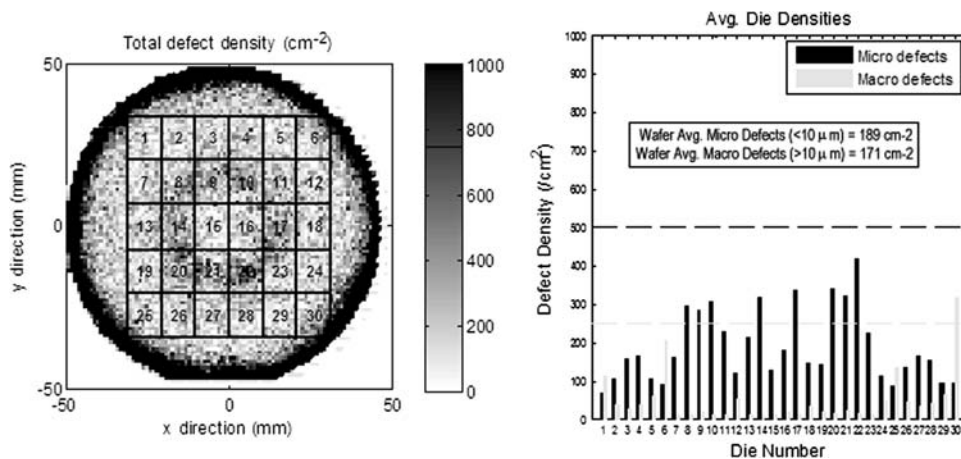 Total defect density (cm-2)
50
0
-50
y direction (mm)
-50
0
50
x direction (mm)
1 2 3 4 5 6
7 8 9 10 11 12
13 14 15 16 17 18
19 20 21 23 24
25 26 27 28 29 30
1000
800
600
400
200
0
Avg. Die Densities
Micro defects
Macro defects
Wafer Avg. Micro Defects (<10 μm) = 189 cm-2
Wafer Avg. Macro Defects (>10 μm) = 171 cm-2
Defect Density (/cm2)
1000
900
800
700
600
500
400
300
200
100
0
1 2 3 4 5 6 7 8 9 10 11 12 13 14 15 16 17 18 19 20 21 22 23 24 25 26 27 28 29 30
Die Number